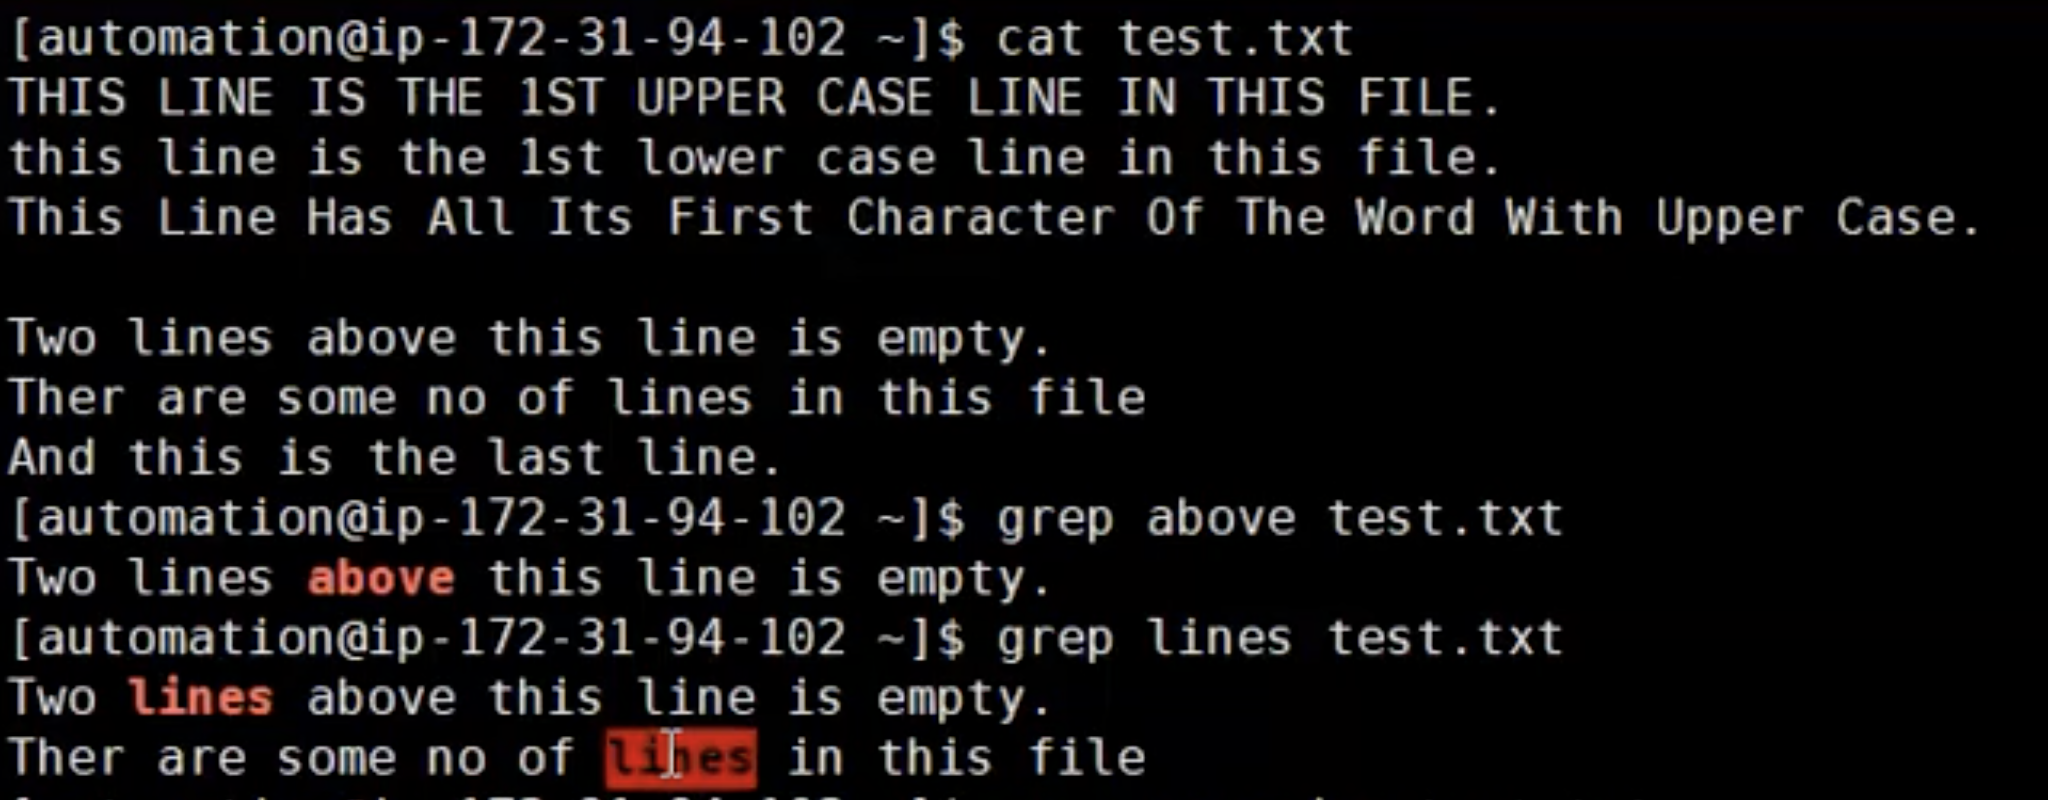 [automation@ip-172-31-94-102 ~]$ cat test.txt
THIS LINE IS THE 1ST UPPER CASE LINE IN THIS FILE.
this line is the 1st lower case line in this file.
This Line Has All Its First Character Of The Word With Upper Case.

Two lines above this line is empty.
Ther are some no of lines in this file
And this is the last line.
[automation@ip-172-31-94-102 ~]$ grep above test.txt
Two lines above this line is empty.
[automation@ip-172-31-94-102 ~]$ grep lines test.txt
Two lines above this line is empty.
Ther are some no of lines in this file